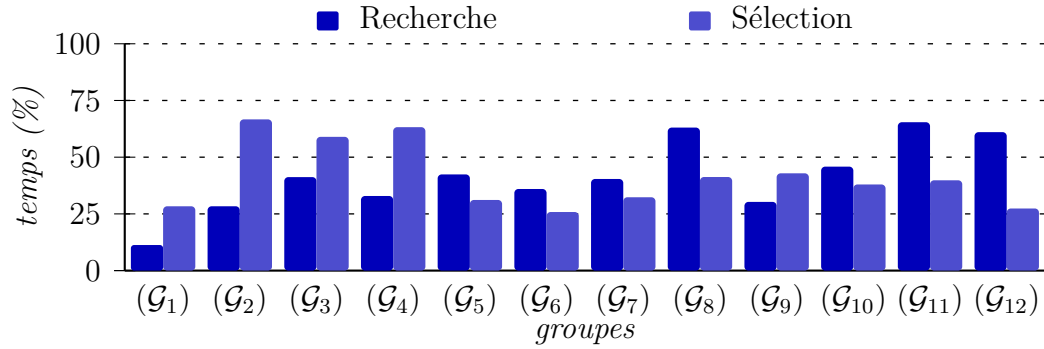 Recherche Sélection
100
75
50
25
0
temps (%)
(𝒢₁) (𝒢₂) (𝒢₃) (𝒢₄) (𝒢₅) (𝒢₆) (𝒢₇) (𝒢₈) (𝒢₉) (𝒢₁₀) (𝒢₁₁) (𝒢₁₂)
groupes